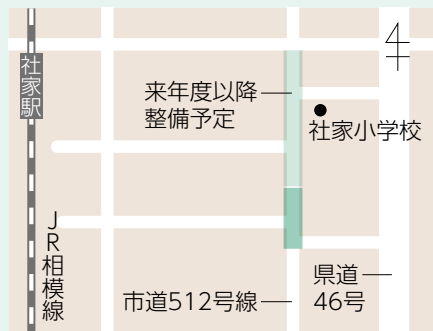 社家駅
来年度以降
整備予定
社家小学校
JR相模線
市道512号線
県道
46号